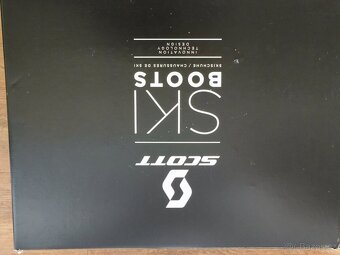 SCOTT
SKI
BOOTS
SKISCHUHE / CHAUSSURES DE SKI
INNOVATION
TECHNOLOGY
DESIGN